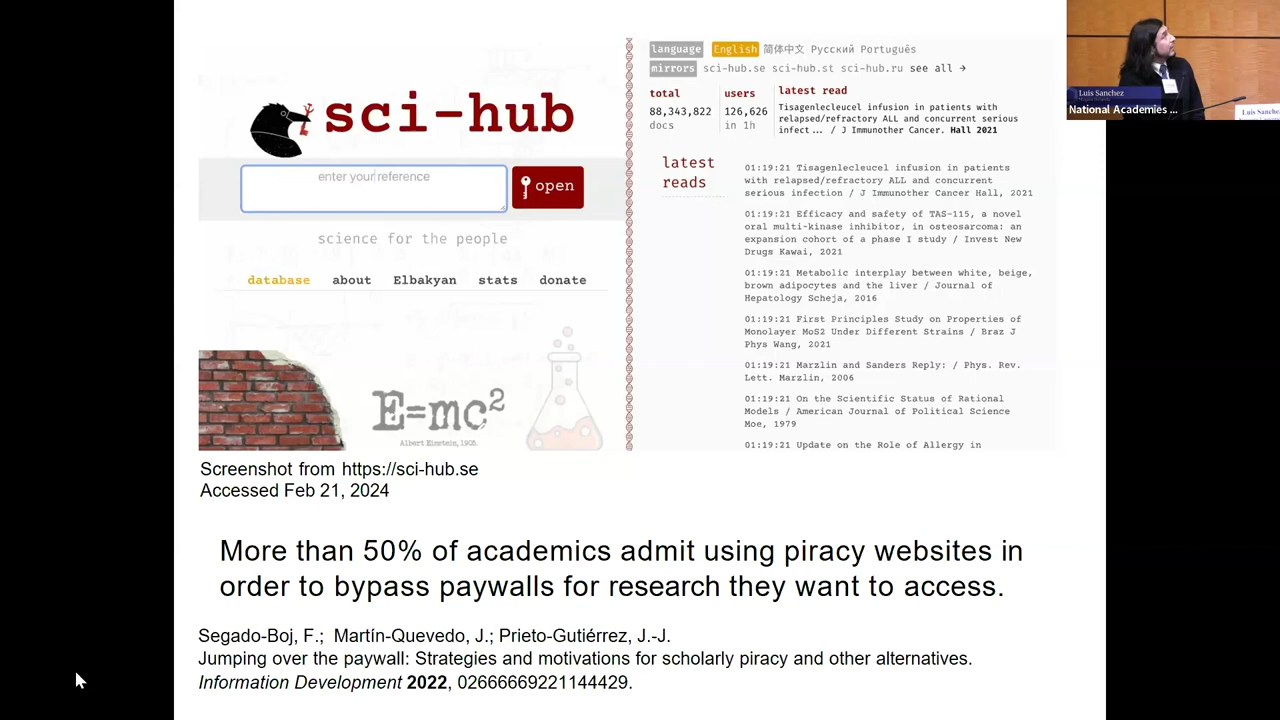 sci-hub
enter your reference
open
science for the people
database about Elbakyan stats donate
E=mc²
Albert Einstein, 1905.
language English 简体中文 Русский Português
mirrors sci-hub.se sci-hub.st sci-hub.ru see all →
total
88,343,822
docs
users
126,626
in 1h
latest read
Tisagenlecleucel infusion in patients with
relapsed/refractory ALL and concurrent serious
infect... / J Immunother Cancer. Hall 2021
latest
reads
01:19:21 Tisagenlecleucel infusion in patients
with relapsed/refractory ALL and concurrent
serious infection / J Immunother Cancer Hall, 2021
01:19:21 Efficacy and safety of TAS-115, a novel
oral multi-kinase inhibitor, in osteosarcoma: an
expansion cohort of a phase I study / Invest New
Drugs Kawai, 2021
01:19:21 Metabolic interplay between white, beige,
brown adipocytes and the liver / Journal of
Hepatology Scheja, 2016
01:19:21 First Principles Study on Properties of
Monolayer MoS2 Under Different Strains / Braz J
Phys Wang, 2021
01:19:21 Marzlin and Sanders Reply: / Phys. Rev.
Lett. Marzlin, 2006
01:19:21 On the Scientific Status of Rational
Models / American Journal of Political Science
Moe, 1979
01:19:21 Update on the Role of Allergy in
Luis Sanchez
National Academies ...
Luis Sanchez
Screenshot from https://sci-hub.se
Accessed Feb 21, 2024
More than 50% of academics admit using piracy websites in
order to bypass paywalls for research they want to access.
Segado-Boj, F.; Martín-Quevedo, J.; Prieto-Gutiérrez, J.-J.
Jumping over the paywall: Strategies and motivations for scholarly piracy and other alternatives.
Information Development 2022, 02666669221144429.